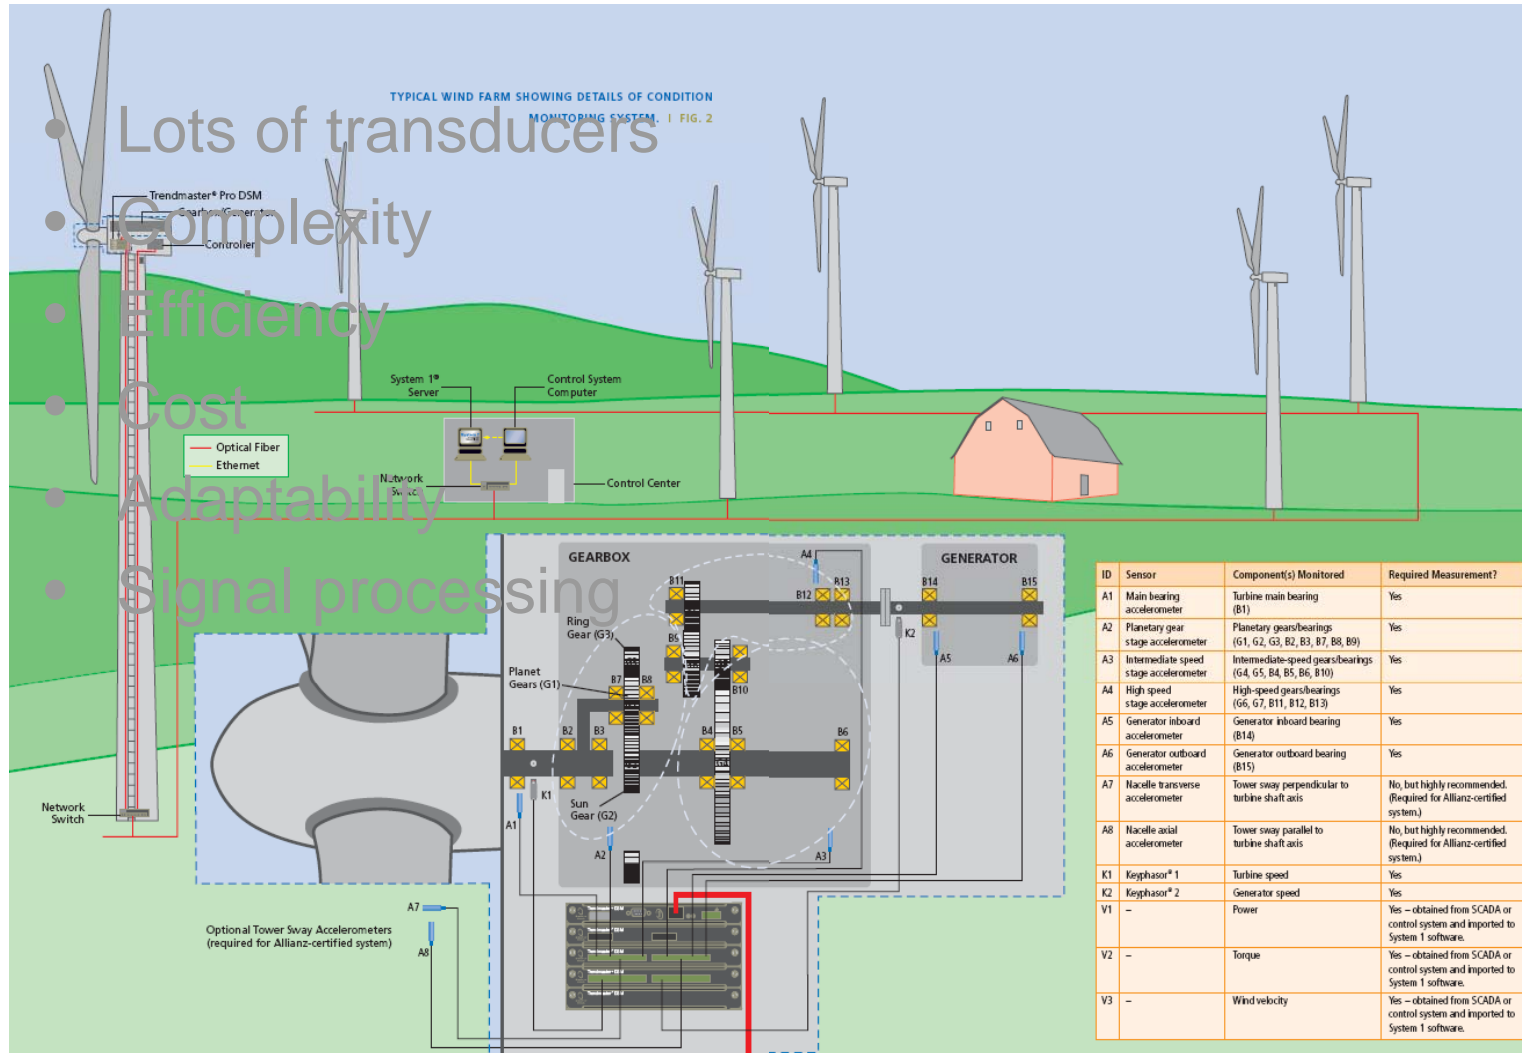 TYPICAL WIND FARM SHOWING DETAILS OF CONDITION
MONITORING SYSTEM. | FIG. 2
• Lots of transducers
• Complexity
• Efficiency
• Cost
• Adaptability
• Signal processing
Trendmaster® Pro DSM
Gearbox/Generator
Controller
System 1®
Server
Control System
Computer
Optical Fiber
Ethernet
Network
Switch
Control Center
Network
Switch
GEARBOX
GENERATOR
A4
B11
B12
B13
B14
B15
K2
A5
A6
Ring
Gear (G3)
B9
Planet
Gears (G1)
B7
B8
B10
B1
B2
B3
B4
B5
B6
K1
Sun
Gear (G2)
A1
A2
A3
A7
A8
Optional Tower Sway Accelerometers
(required for Allianz-certified system)
ID Sensor Component(s) Monitored Required Measurement?
A1 Main bearing Turbine main bearing Yes
accelerometer (B1)
A2 Planetary gear Planetary gears/bearings Yes
stage accelerometer (G1, G2, G3, B2, B3, B7, B8, B9)
A3 Intermediate speed Intermediate-speed gears/bearings Yes
stage accelerometer (G4, G5, B4, B5, B6, B10)
A4 High speed High-speed gears/bearings Yes
stage accelerometer (G6, G7, B11, B12, B13)
A5 Generator inboard Generator inboard bearing Yes
accelerometer (B14)
A6 Generator outboard Generator outboard bearing Yes
accelerometer (B15)
A7 Nacelle transverse Tower sway perpendicular to No, but highly recommended.
accelerometer turbine shaft axis (Required for Allianz-certified
system.)
A8 Nacelle axial Tower sway parallel to No, but highly recommended.
accelerometer turbine shaft axis (Required for Allianz-certified
system.)
K1 Keyphasor® 1 Turbine speed Yes
K2 Keyphasor® 2 Generator speed Yes
V1 – Power Yes – obtained from SCADA or
control system and imported to
System 1 software.
V2 – Torque Yes – obtained from SCADA or
control system and imported to
System 1 software.
V3 – Wind velocity Yes – obtained from SCADA or
control system and imported to
System 1 software.